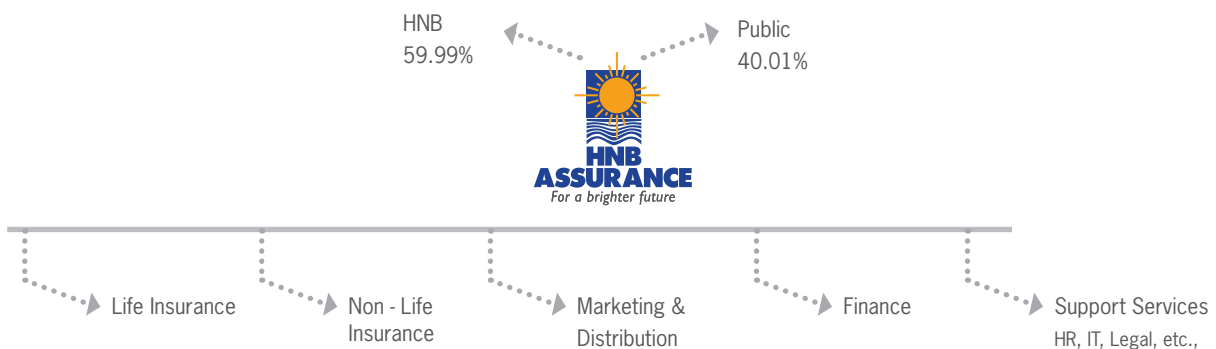 HNB
59.99%
Public
40.01%
HNB
ASSURANCE
For a brighter future
Life Insurance
Non - Life
Insurance
Marketing &
Distribution
Finance
Support Services
HR, IT, Legal, etc.,